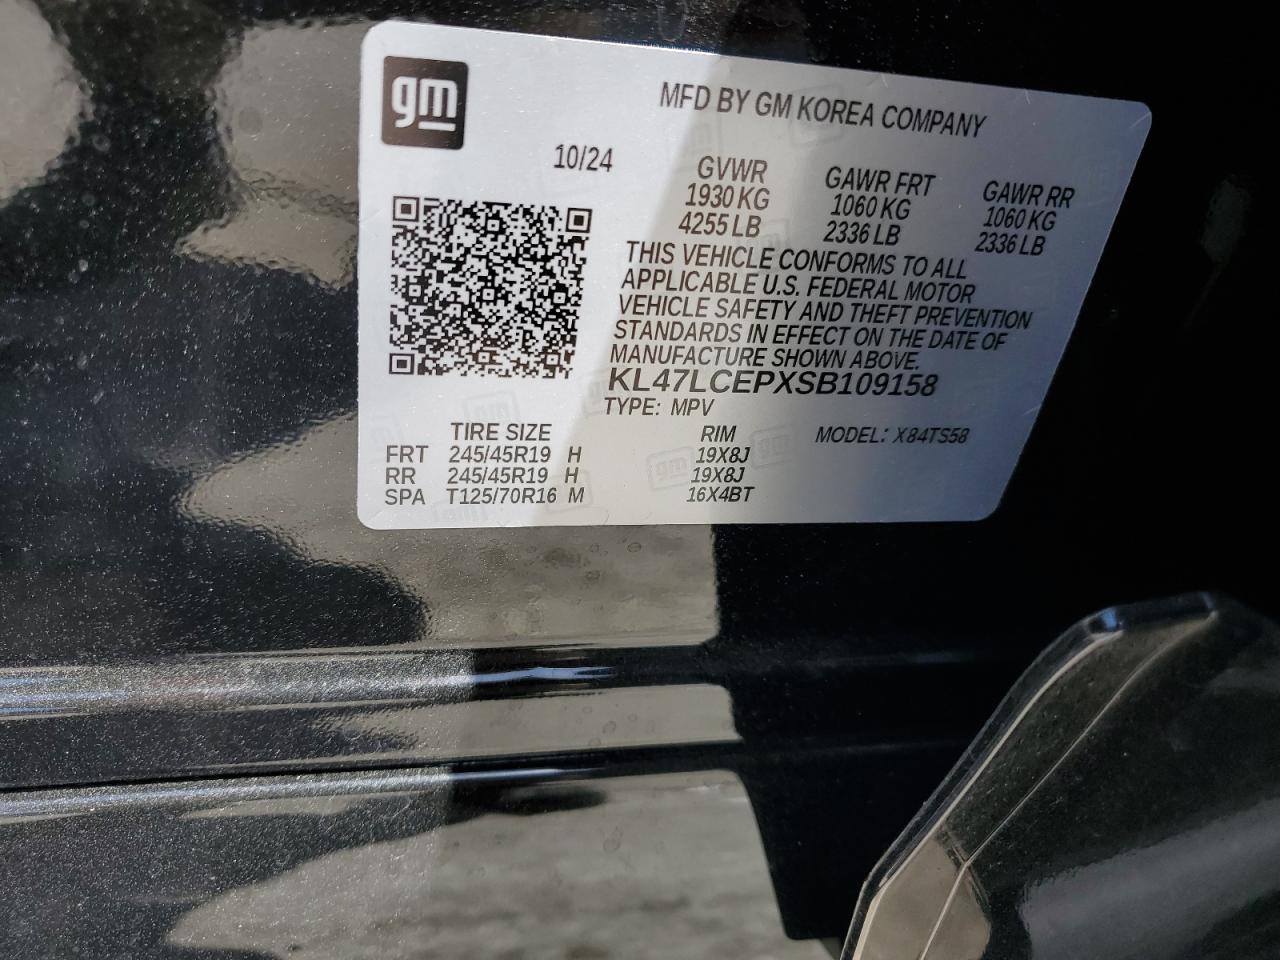 gm
MFD BY GM KOREA COMPANY
10/24
GVWR GAWR FRT GAWR RR
1930 KG 1060 KG 1060 KG
4255 LB 2336 LB 2336 LB
THIS VEHICLE CONFORMS TO ALL
APPLICABLE U.S. FEDERAL MOTOR
VEHICLE SAFETY AND THEFT PREVENTION
STANDARDS IN EFFECT ON THE DATE OF
MANUFACTURE SHOWN ABOVE.
KL47LCEPXSB109158
TYPE: MPV
TIRE SIZE RIM MODEL: X84TS58
FRT 245/45R19 H 19X8J
RR 245/45R19 H 19X8J
SPA T125/70R16 M 16X4BT